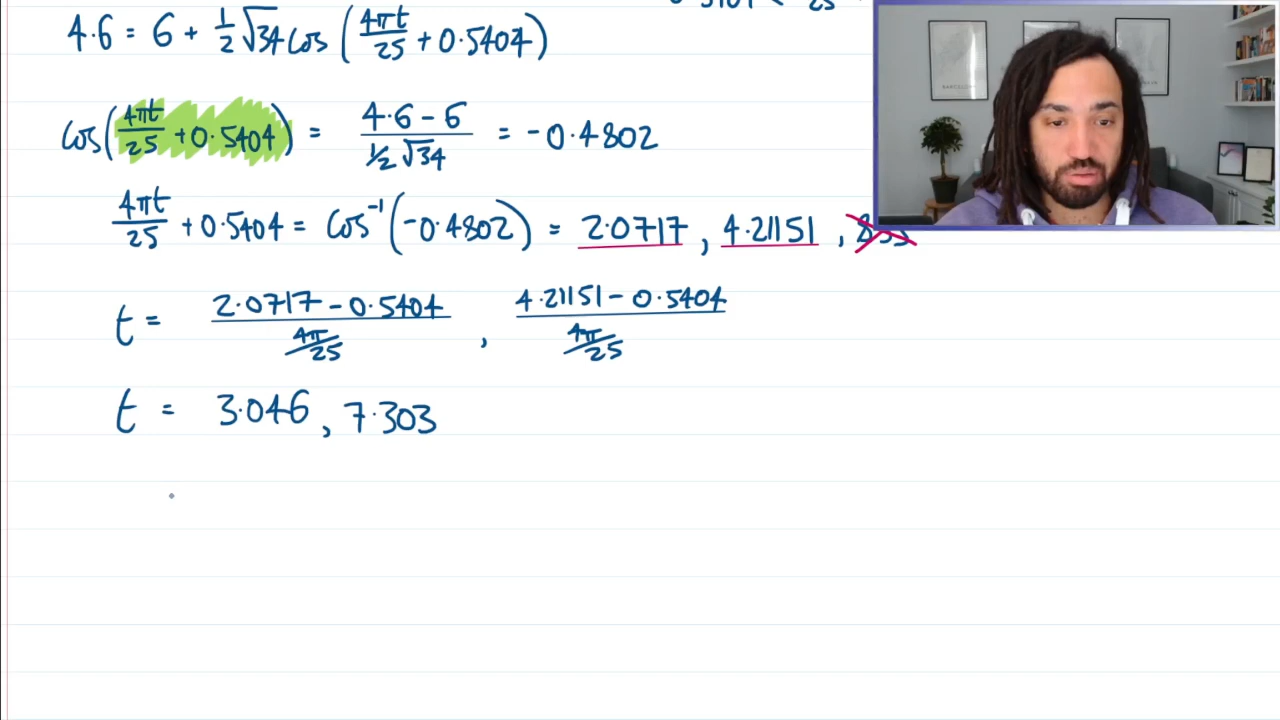 4.6 = 6 + 1/2 √34 cos (4πt/25 + 0.5404)
cos(4πt/25 + 0.5404) = (4.6 - 6)/(1/2 √34) = -0.4802
4πt/25 + 0.5404 = cos⁻¹(-0.4802) = 2.0717, 4.21151,
t = (2.0717 - 0.5404)/(4π/25), (4.21151 - 0.5404)/(4π/25)
t = 3.046, 7.303